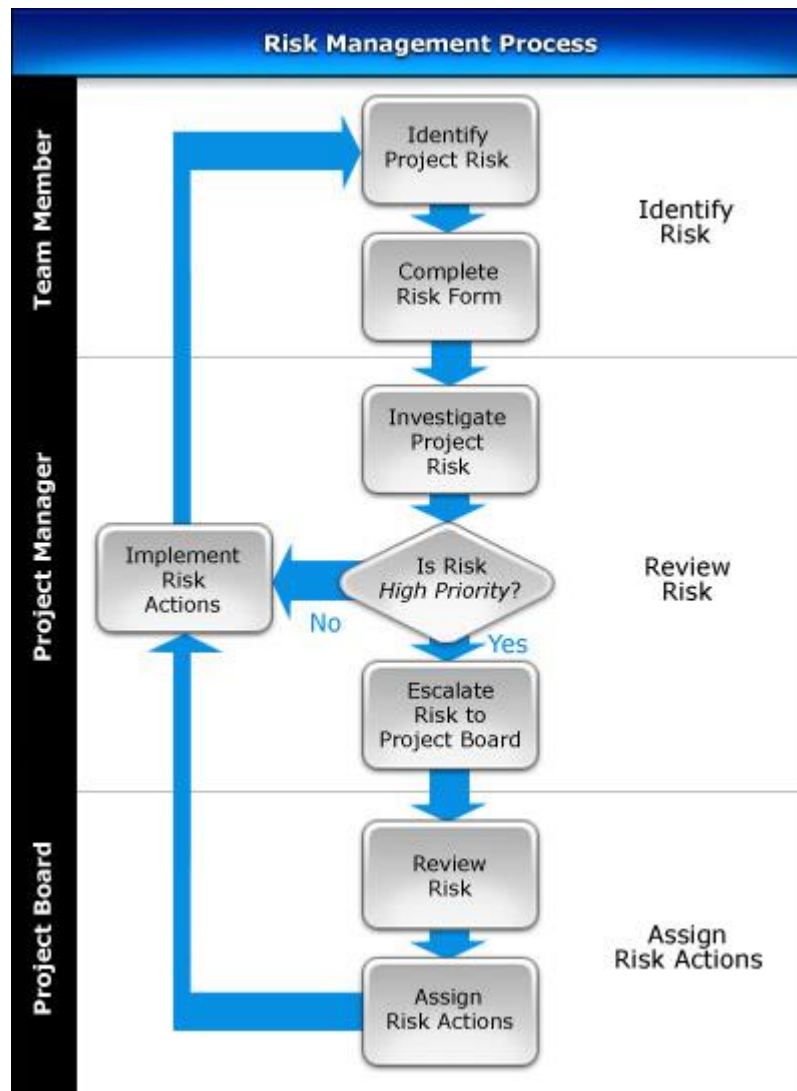 Risk Management Process
Team Member
Identify
Project Risk
Complete
Risk Form
Identify
Risk
Project Manager
Investigate
Project
Risk
Implement
Risk
Actions
Is Risk
High Priority?
No
Yes
Escalate
Risk to
Project Board
Review
Risk
Project Board
Review
Risk
Assign
Risk Actions
Assign
Risk Actions